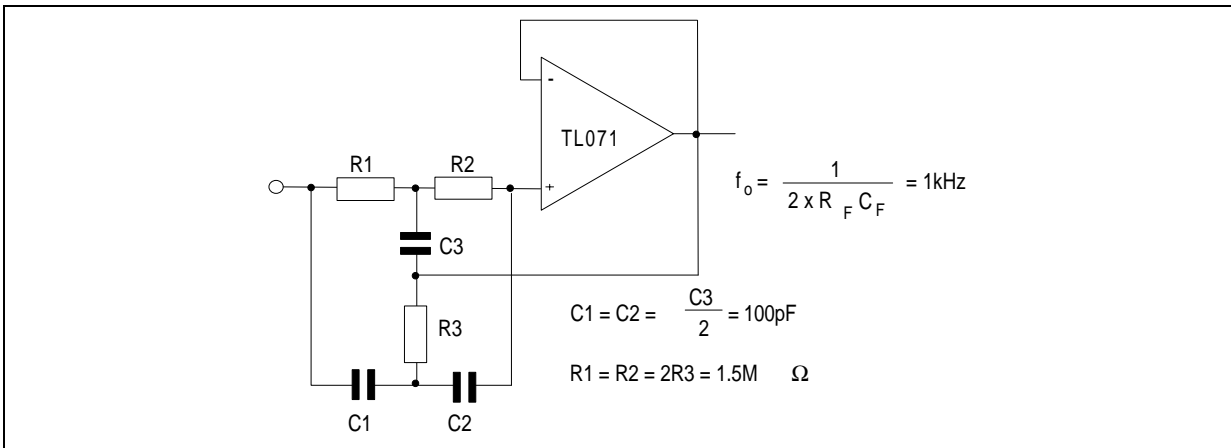 -
TL071
+
R1
R2
C3
R3
C1
C2
f o = 1 / 2 x R F C F = 1kHz
C1 = C2 = C3 / 2 = 100pF
R1 = R2 = 2R3 = 1.5M Ω